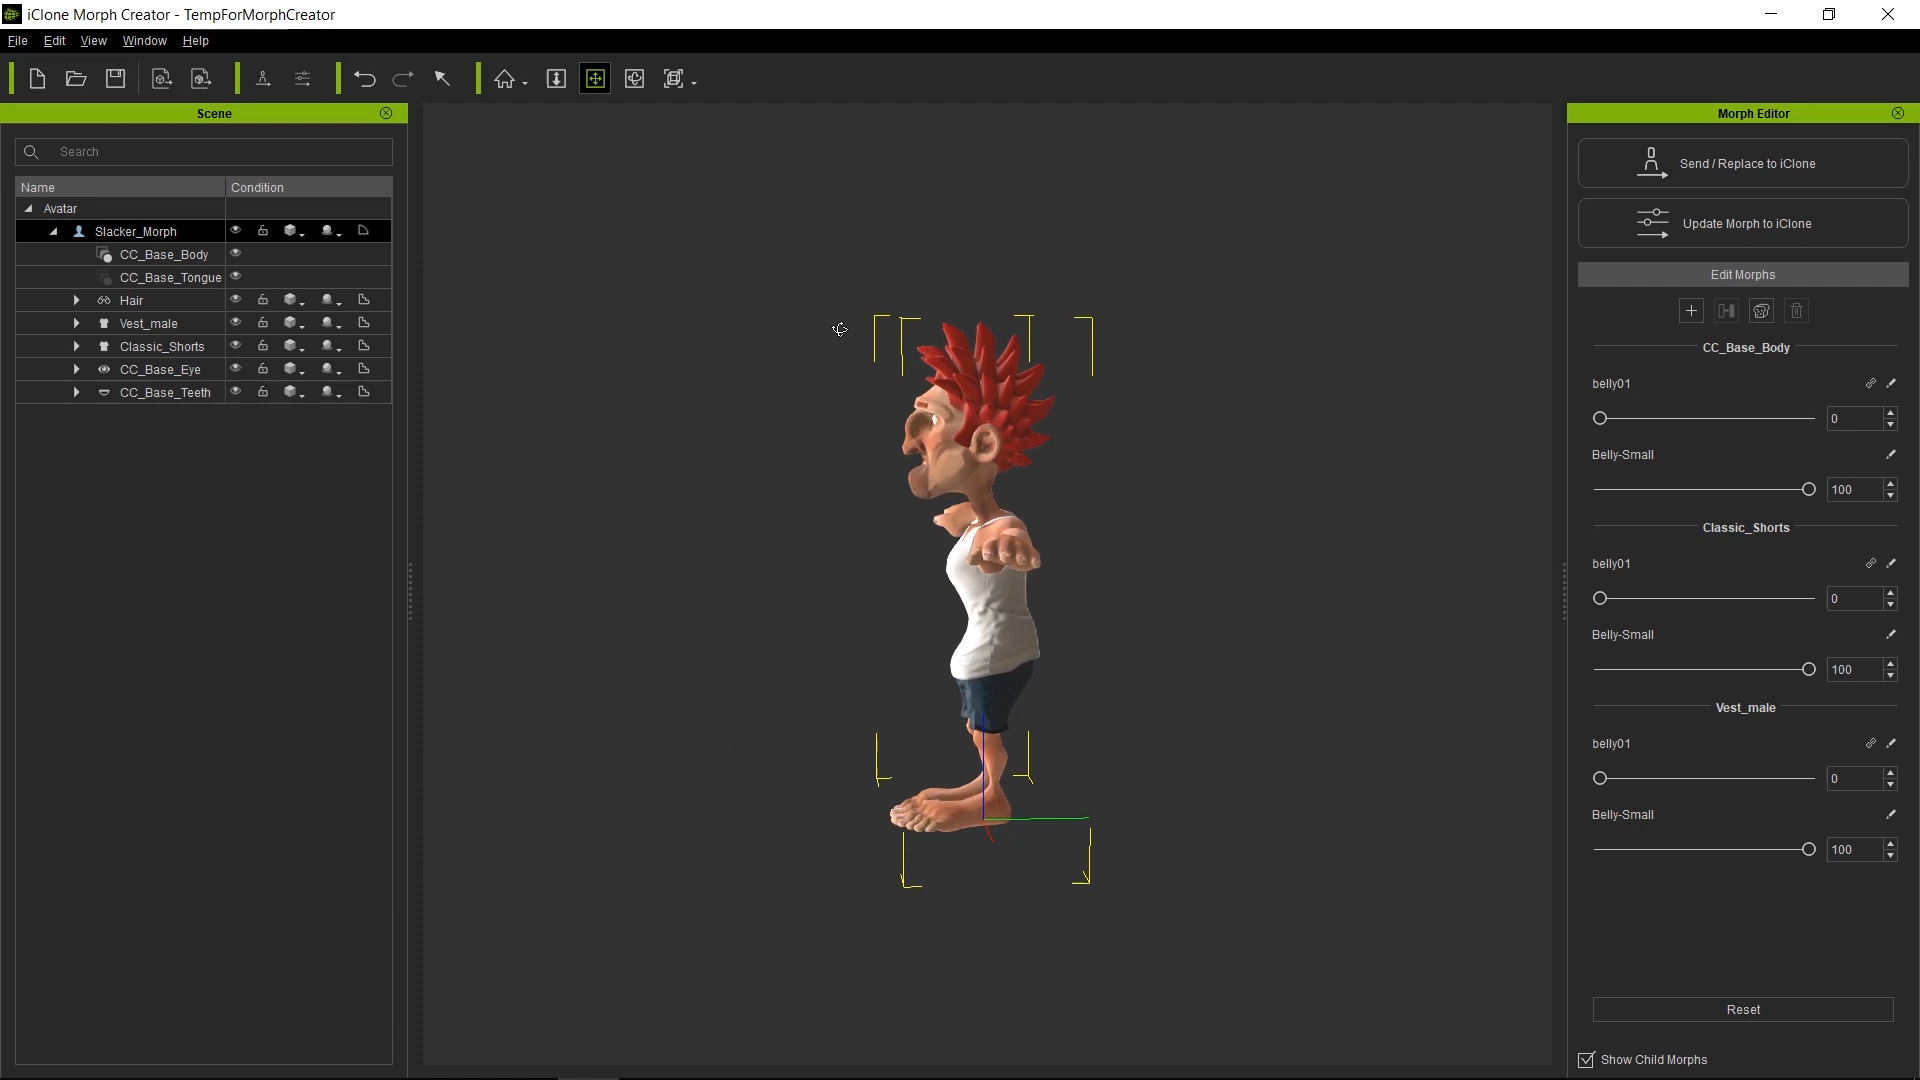 iClone Morph Creator - TempForMorphCreator
File Edit View Window Help
Scene
Search
Name Condition
Avatar
Slacker_Morph
CC_Base_Body
CC_Base_Tongue
Hair
Vest_male
Classic_Shorts
CC_Base_Eye
CC_Base_Teeth
Morph Editor
Send / Replace to iClone
Update Morph to iClone
Edit Morphs
CC_Base_Body
belly01
0
Belly-Small
100
Classic_Shorts
belly01
0
Belly-Small
100
Vest_male
belly01
0
Belly-Small
100
Reset
Show Child Morphs